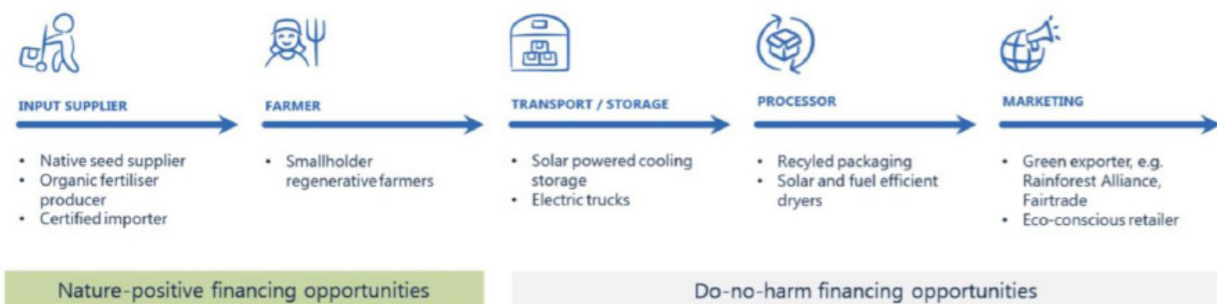 INPUT SUPPLIER
• Native seed supplier
• Organic fertiliser
producer
• Certified importer
FARMER
• Smallholder
regenerative farmers
TRANSPORT / STORAGE
• Solar powered cooling
storage
• Electric trucks
PROCESSOR
• Recyled packaging
• Solar and fuel efficient
dryers
MARKETING
• Green exporter, e.g.
Rainforest Alliance,
Fairtrade
• Eco-conscious retailer
Nature-positive financing opportunities
Do-no-harm financing opportunities